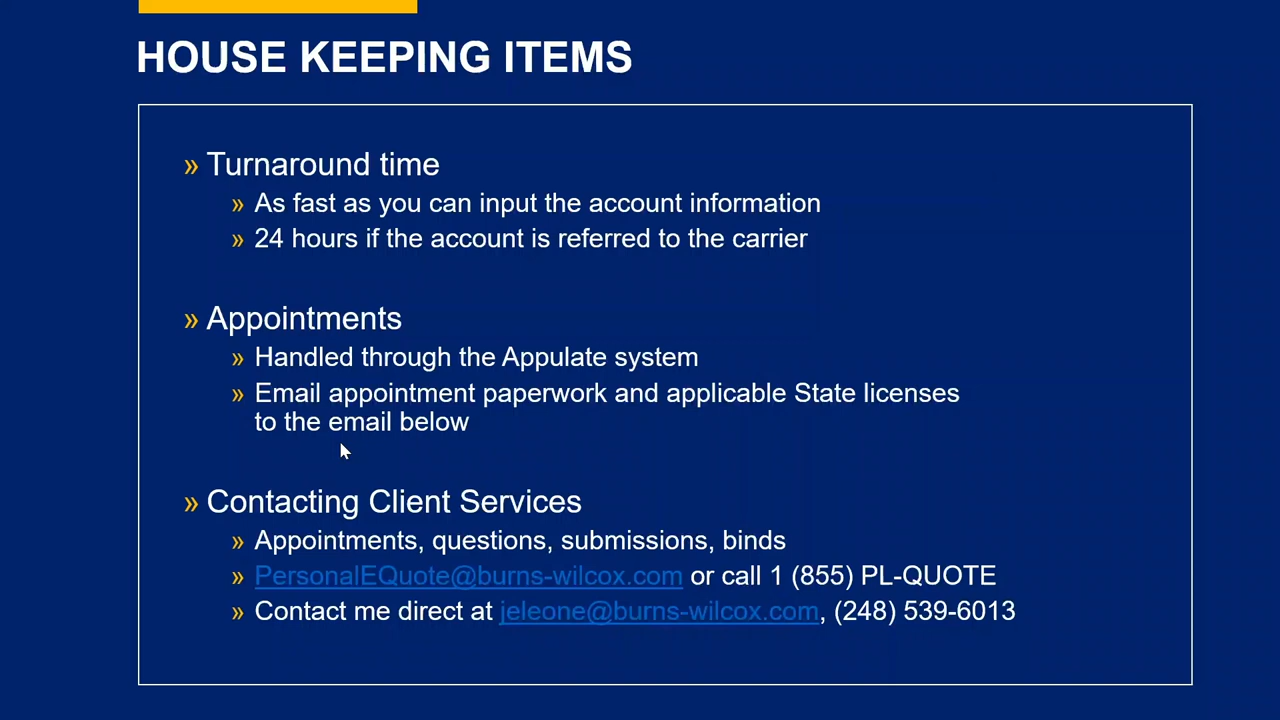 HOUSE KEEPING ITEMS
» Turnaround time
» As fast as you can input the account information
» 24 hours if the account is referred to the carrier
» Appointments
» Handled through the Appulate system
» Email appointment paperwork and applicable State licenses
to the email below
» Contacting Client Services
» Appointments, questions, submissions, binds
» PersonalEQuote@burns-wilcox.com or call 1 (855) PL-QUOTE
» Contact me direct at jeleone@burns-wilcox.com, (248) 539-6013